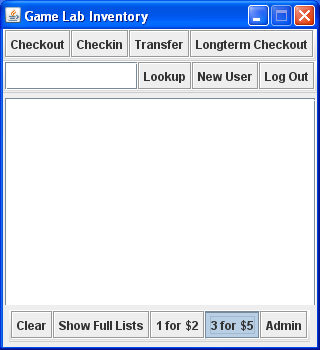 Game Lab Inventory
Checkout Checkin Transfer Longterm Checkout
Lookup New User Log Out
Clear Show Full Lists 1 for $2 3 for $5 Admin